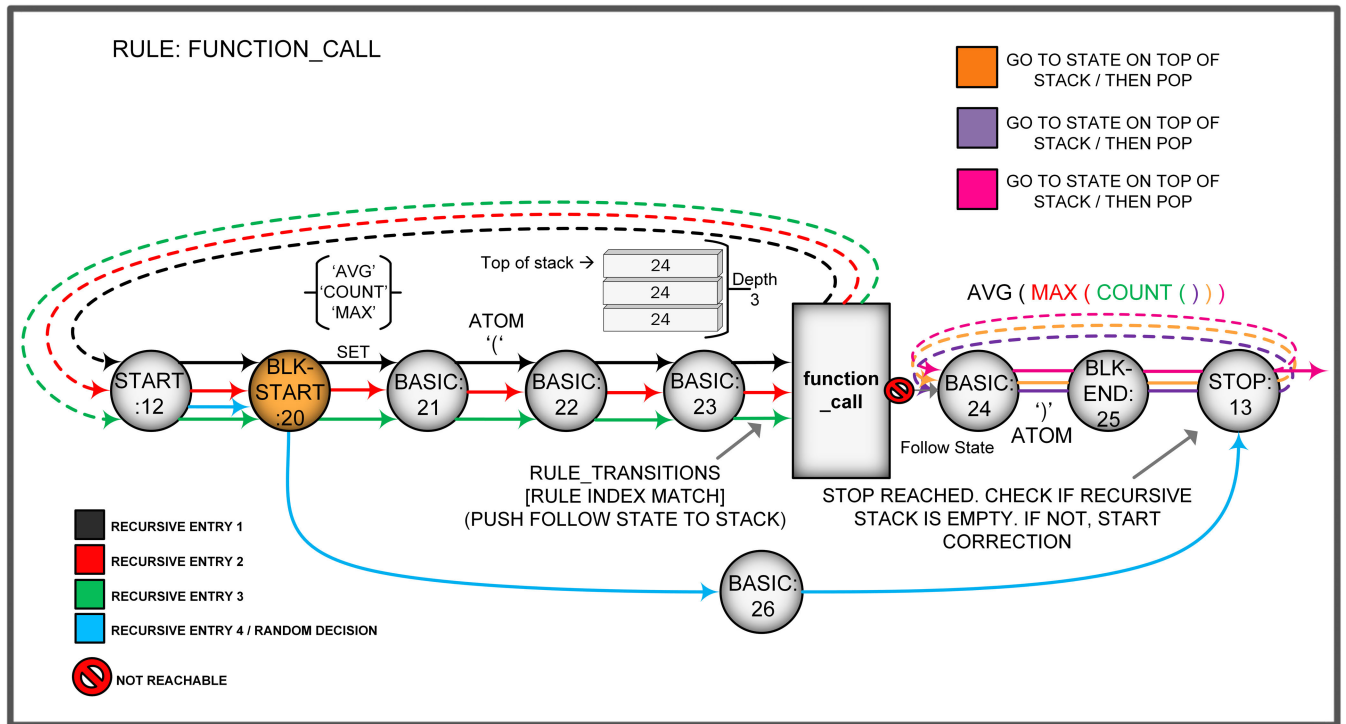 RULE: FUNCTION_CALL
GO TO STATE ON TOP OF
STACK / THEN POP
GO TO STATE ON TOP OF
STACK / THEN POP
GO TO STATE ON TOP OF
STACK / THEN POP
‘AVG’
‘COUNT’
‘MAX’
SET
ATOM
‘(‘
Top of stack →
24
24
24
Depth
3
AVG ( MAX ( COUNT ( ) ) )
START
:12
BLK-
START
:20
BASIC:
21
BASIC:
22
BASIC:
23
function
_call
BASIC:
24
‘)’
ATOM
BLK-
END:
25
STOP:
13
Follow State
RULE_TRANSITIONS
[RULE INDEX MATCH]
(PUSH FOLLOW STATE TO STACK)
STOP REACHED. CHECK IF RECURSIVE
STACK IS EMPTY. IF NOT, START
CORRECTION
BASIC:
26
RECURSIVE ENTRY 1
RECURSIVE ENTRY 2
RECURSIVE ENTRY 3
RECURSIVE ENTRY 4 / RANDOM DECISION
NOT REACHABLE